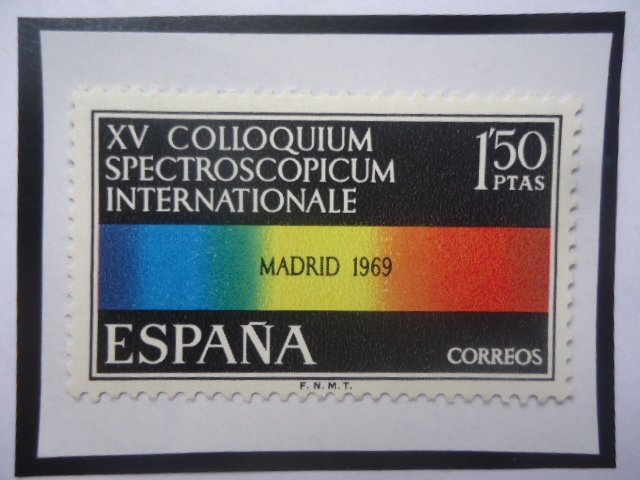 XV COLLOQUIUM
SPECTROSCOPICUM
INTERNATIONALE
1'50
PTAS
MADRID 1969
ESPAÑA
CORREOS
F. N. M. T.